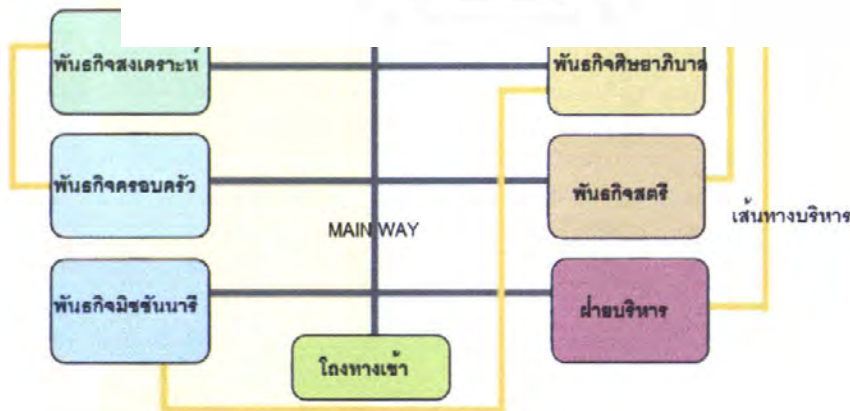 พันธกิจสงเคราะห์
พันธกิจศิษยาภิบาล
พันธกิจครอบครัว
พันธกิจสตรี
เส้นทางบริหาร
MAIN WAY
พันธกิจมิชชันนารี
ฝ่ายบริหาร
โถงทางเข้า